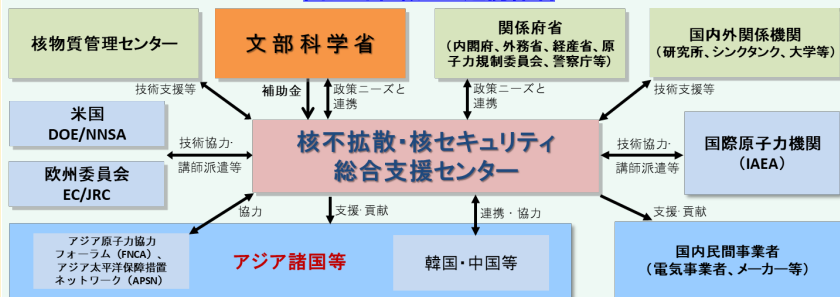 核物質管理センター
文部科学省
関係府省
(内閣府、外務省、経産省、原
子力規制委員会、警察庁等)
国内外関係機関
(研究所、シンクタンク、大学等)
技術支援等
補助金
政策ニーズと
連携
政策ニーズと
連携
技術支援等
米国
DOE/NNSA
欧州委員会
EC/JRC
技術協力・
講師派遣等
核不拡散・核セキュリティ
総合支援センター
技術協力・
講師派遣等
国際原子力機関
(IAEA)
協力
支援・貢献
連携・協力
支援・貢献
アジア原子力協力
フォーラム(FNCA)、
アジア太平洋保障措置
ネットワーク(APSN)
アジア諸国等
韓国・中国等
国内民間事業者
(電気事業者、メーカー等)